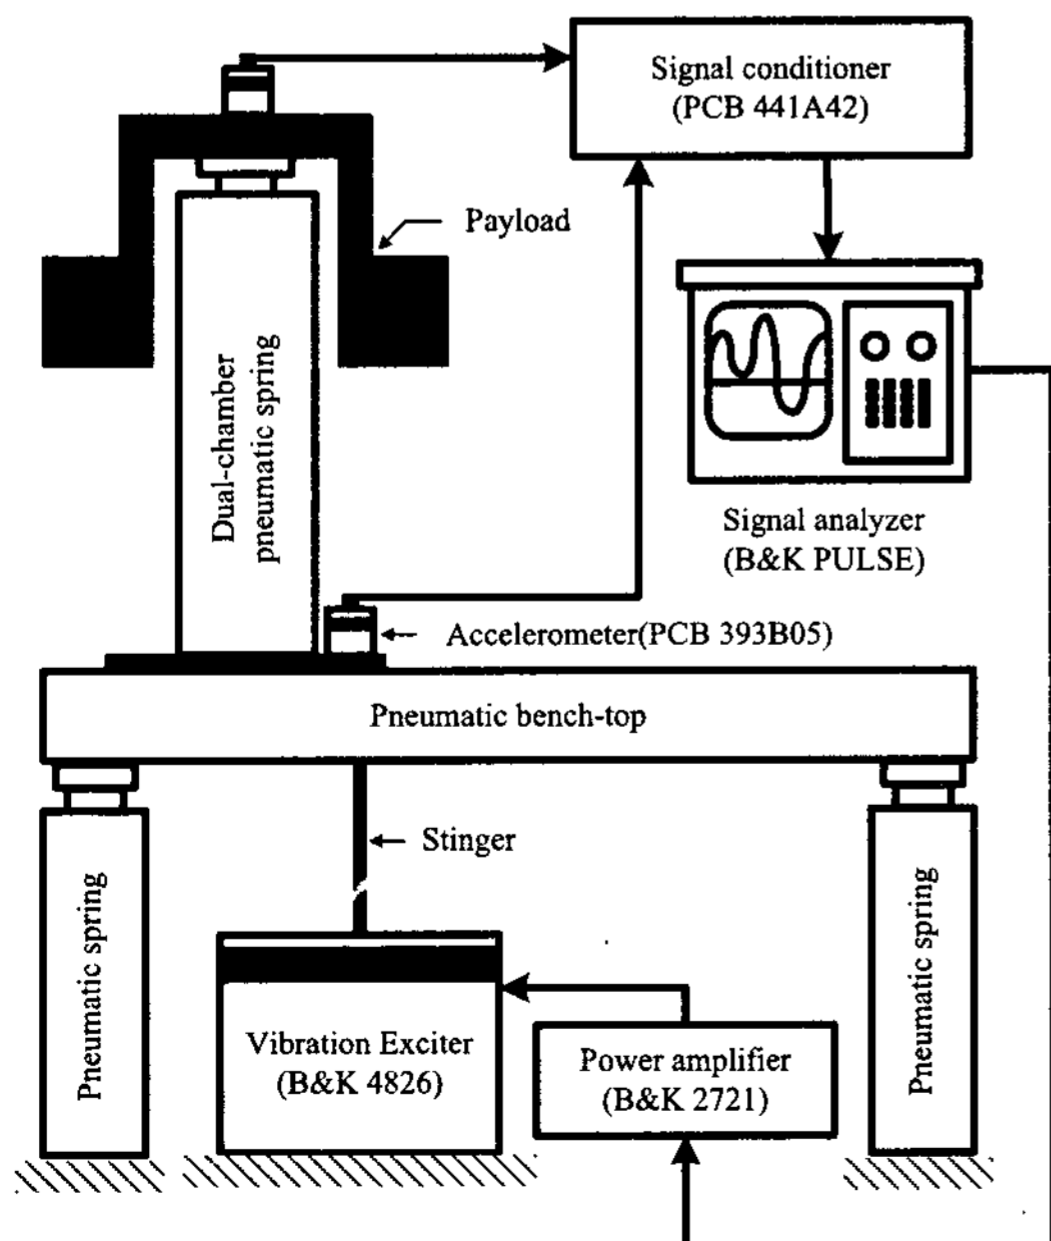 Signal conditioner
(PCB 441A42)
Payload
Dual-chamber
pneumatic spring
Signal analyzer
(B&K PULSE)
Accelerometer(PCB 393B05)
Pneumatic bench-top
Stinger
Pneumatic spring
Vibration Exciter
(B&K 4826)
Power amplifier
(B&K 2721)
Pneumatic spring